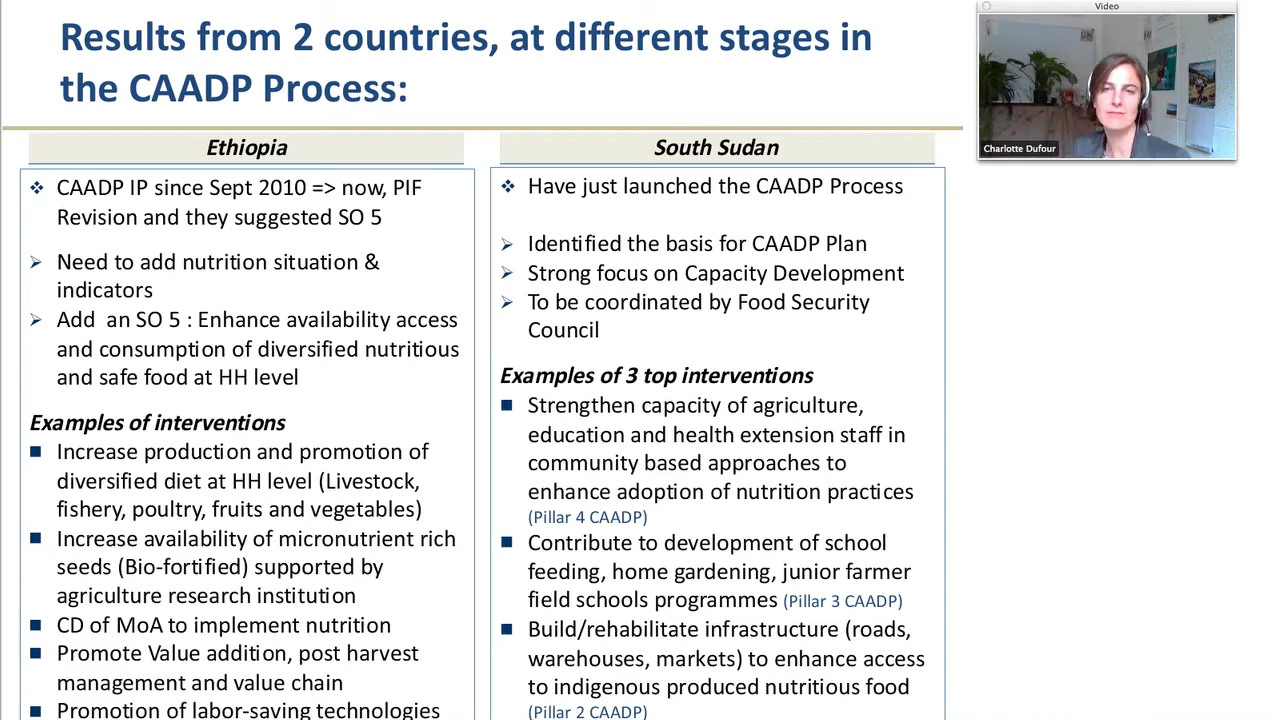 Results from 2 countries, at different stages in
the CAADP Process:
Video
Charlotte Dufour
Ethiopia
CAADP IP since Sept 2010 => now, PIF
Revision and they suggested SO 5
Need to add nutrition situation &
indicators
Add an SO 5 : Enhance availability access
and consumption of diversified nutritious
and safe food at HH level
Examples of interventions
Increase production and promotion of
diversified diet at HH level (Livestock,
fishery, poultry, fruits and vegetables)
Increase availability of micronutrient rich
seeds (Bio-fortified) supported by
agriculture research institution
CD of MoA to implement nutrition
Promote Value addition, post harvest
management and value chain
Promotion of labor-saving technologies
South Sudan
Have just launched the CAADP Process
Identified the basis for CAADP Plan
Strong focus on Capacity Development
To be coordinated by Food Security
Council
Examples of 3 top interventions
Strengthen capacity of agriculture,
education and health extension staff in
community based approaches to
enhance adoption of nutrition practices
(Pillar 4 CAADP)
Contribute to development of school
feeding, home gardening, junior farmer
field schools programmes (Pillar 3 CAADP)
Build/rehabilitate infrastructure (roads,
warehouses, markets) to enhance access
to indigenous produced nutritious food
(Pillar 2 CAADP)